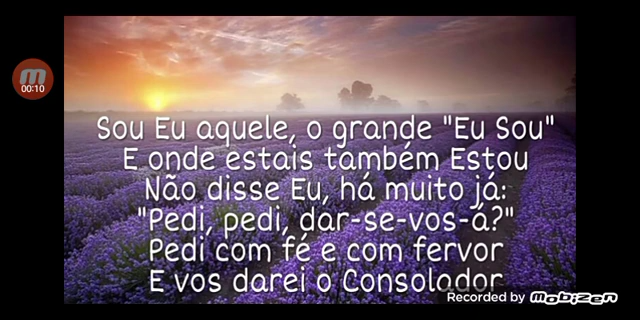 00:10
Sou Eu aquele, o grande "Eu Sou"
E onde estais também Estou
Não disse Eu, há muito já:
"Pedi, pedi, dar-se-vos-á?"
Pedi com fé e com fervor
E vos darei o Consolador
Recorded by mobizen